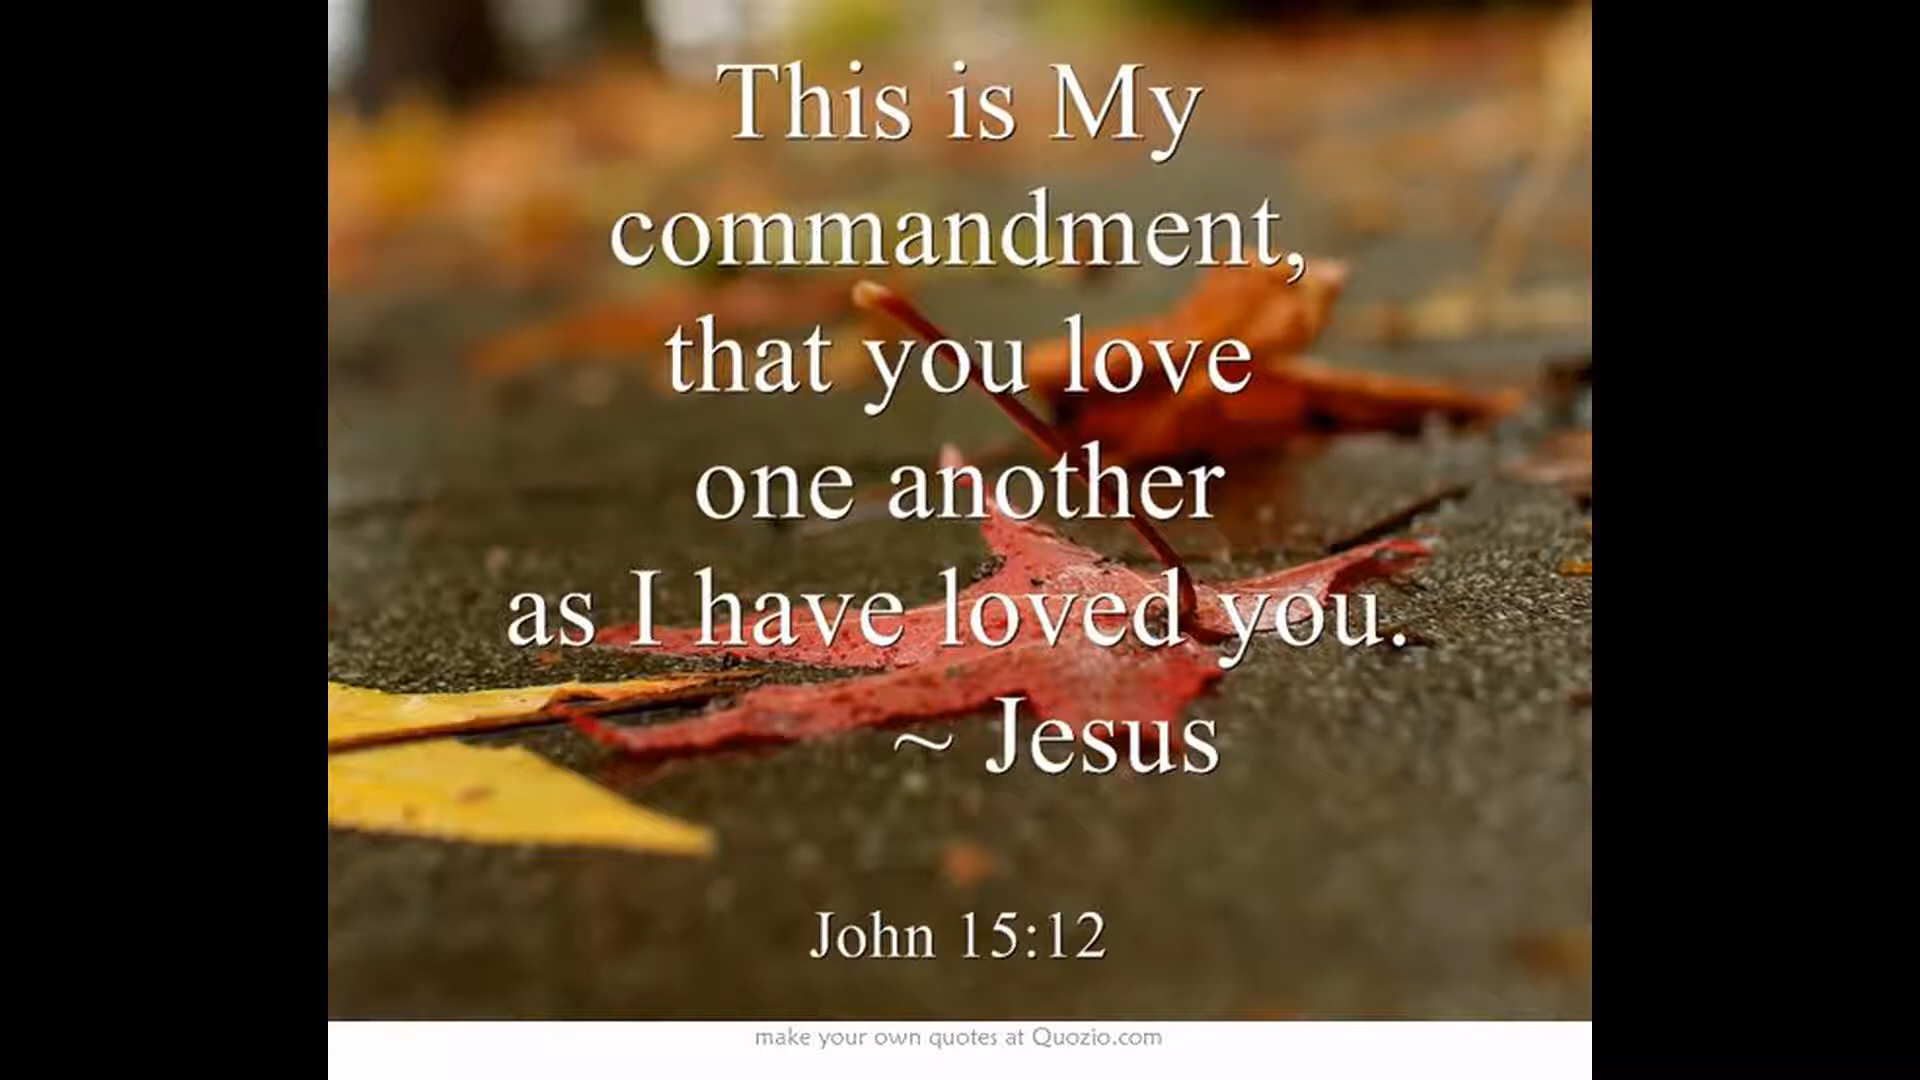 This is My
commandment,
that you love
one another
as I have loved you.
~ Jesus
John 15:12
make your own quotes at Quozio.com